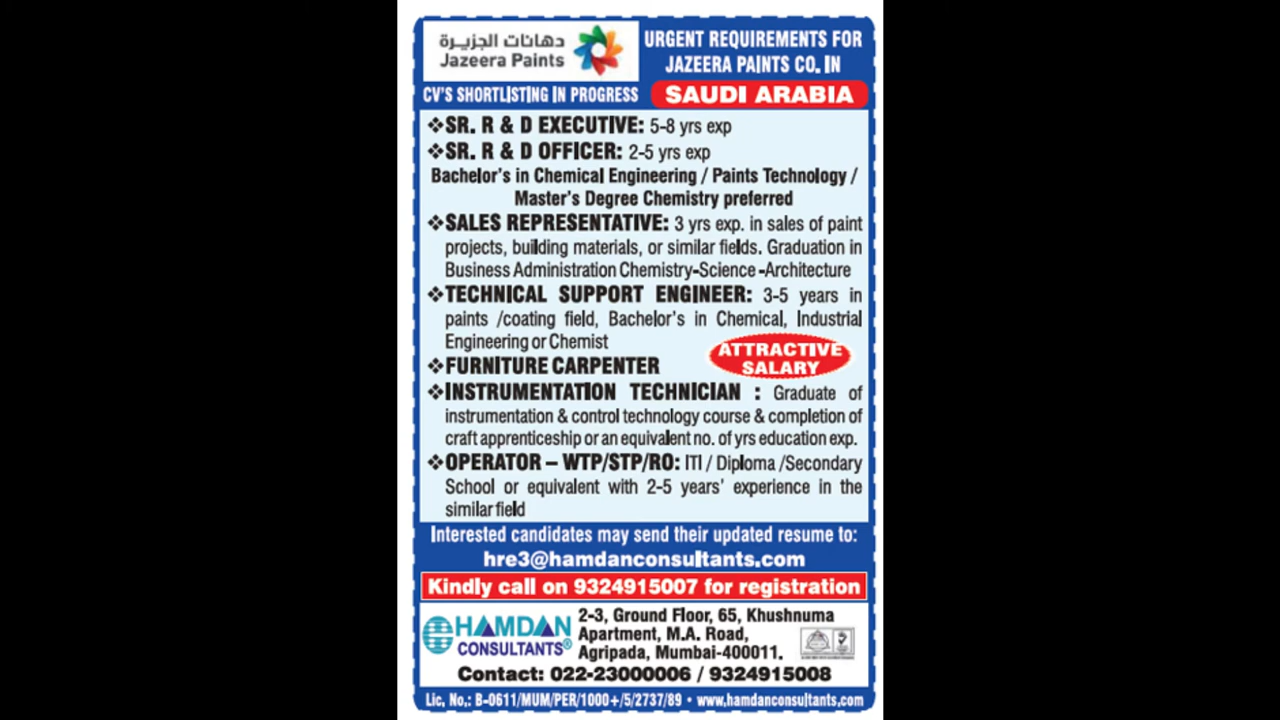 دهانات الجزيرة
Jazeera Paints
URGENT REQUIREMENTS FOR
JAZEERA PAINTS CO. IN
CV'S SHORTLISTING IN PROGRESS
SAUDI ARABIA
❖SR. R & D EXECUTIVE: 5-8 yrs exp
❖SR. R & D OFFICER: 2-5 yrs exp
Bachelor's in Chemical Engineering / Paints Technology /
Master's Degree Chemistry preferred
❖SALES REPRESENTATIVE: 3 yrs exp. in sales of paint
projects, building materials, or similar fields. Graduation in
Business Administration Chemistry-Science -Architecture
❖TECHNICAL SUPPORT ENGINEER: 3-5 years in
paints /coating field, Bachelor's in Chemical, Industrial
Engineering or Chemist
ATTRACTIVE
SALARY
❖FURNITURE CARPENTER
❖INSTRUMENTATION TECHNICIAN : Graduate of
instrumentation & control technology course & completion of
craft apprenticeship or an equivalent no. of yrs education exp.
❖OPERATOR – WTP/STP/RO: ITI / Diploma /Secondary
School or equivalent with 2-5 years' experience in the
similar field
Interested candidates may send their updated resume to:
hre3@hamdanconsultants.com
Kindly call on 9324915007 for registration
HAMDAN
CONSULTANTS®
2-3, Ground Floor, 65, Khushnuma
Apartment, M.A. Road,
Agripada, Mumbai-400011.
Contact: 022-23000006 / 9324915008
Lic. No.: B-0611/MUM/PER/1000+/5/2737/89 • www.hamdanconsultants.com